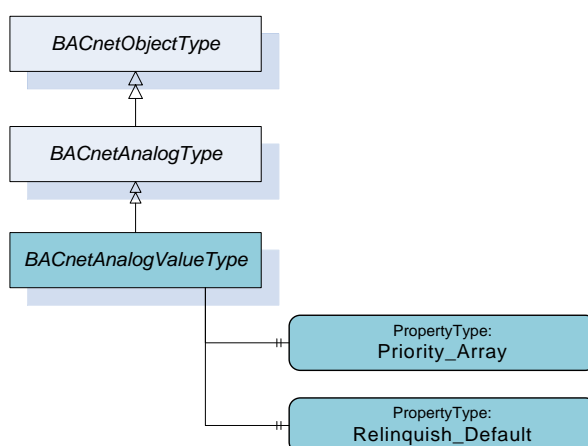 BACnetObjectType
BACnetAnalogType
BACnetAnalogValueType
PropertyType:
Priority_Array
PropertyType:
Relinquish_Default